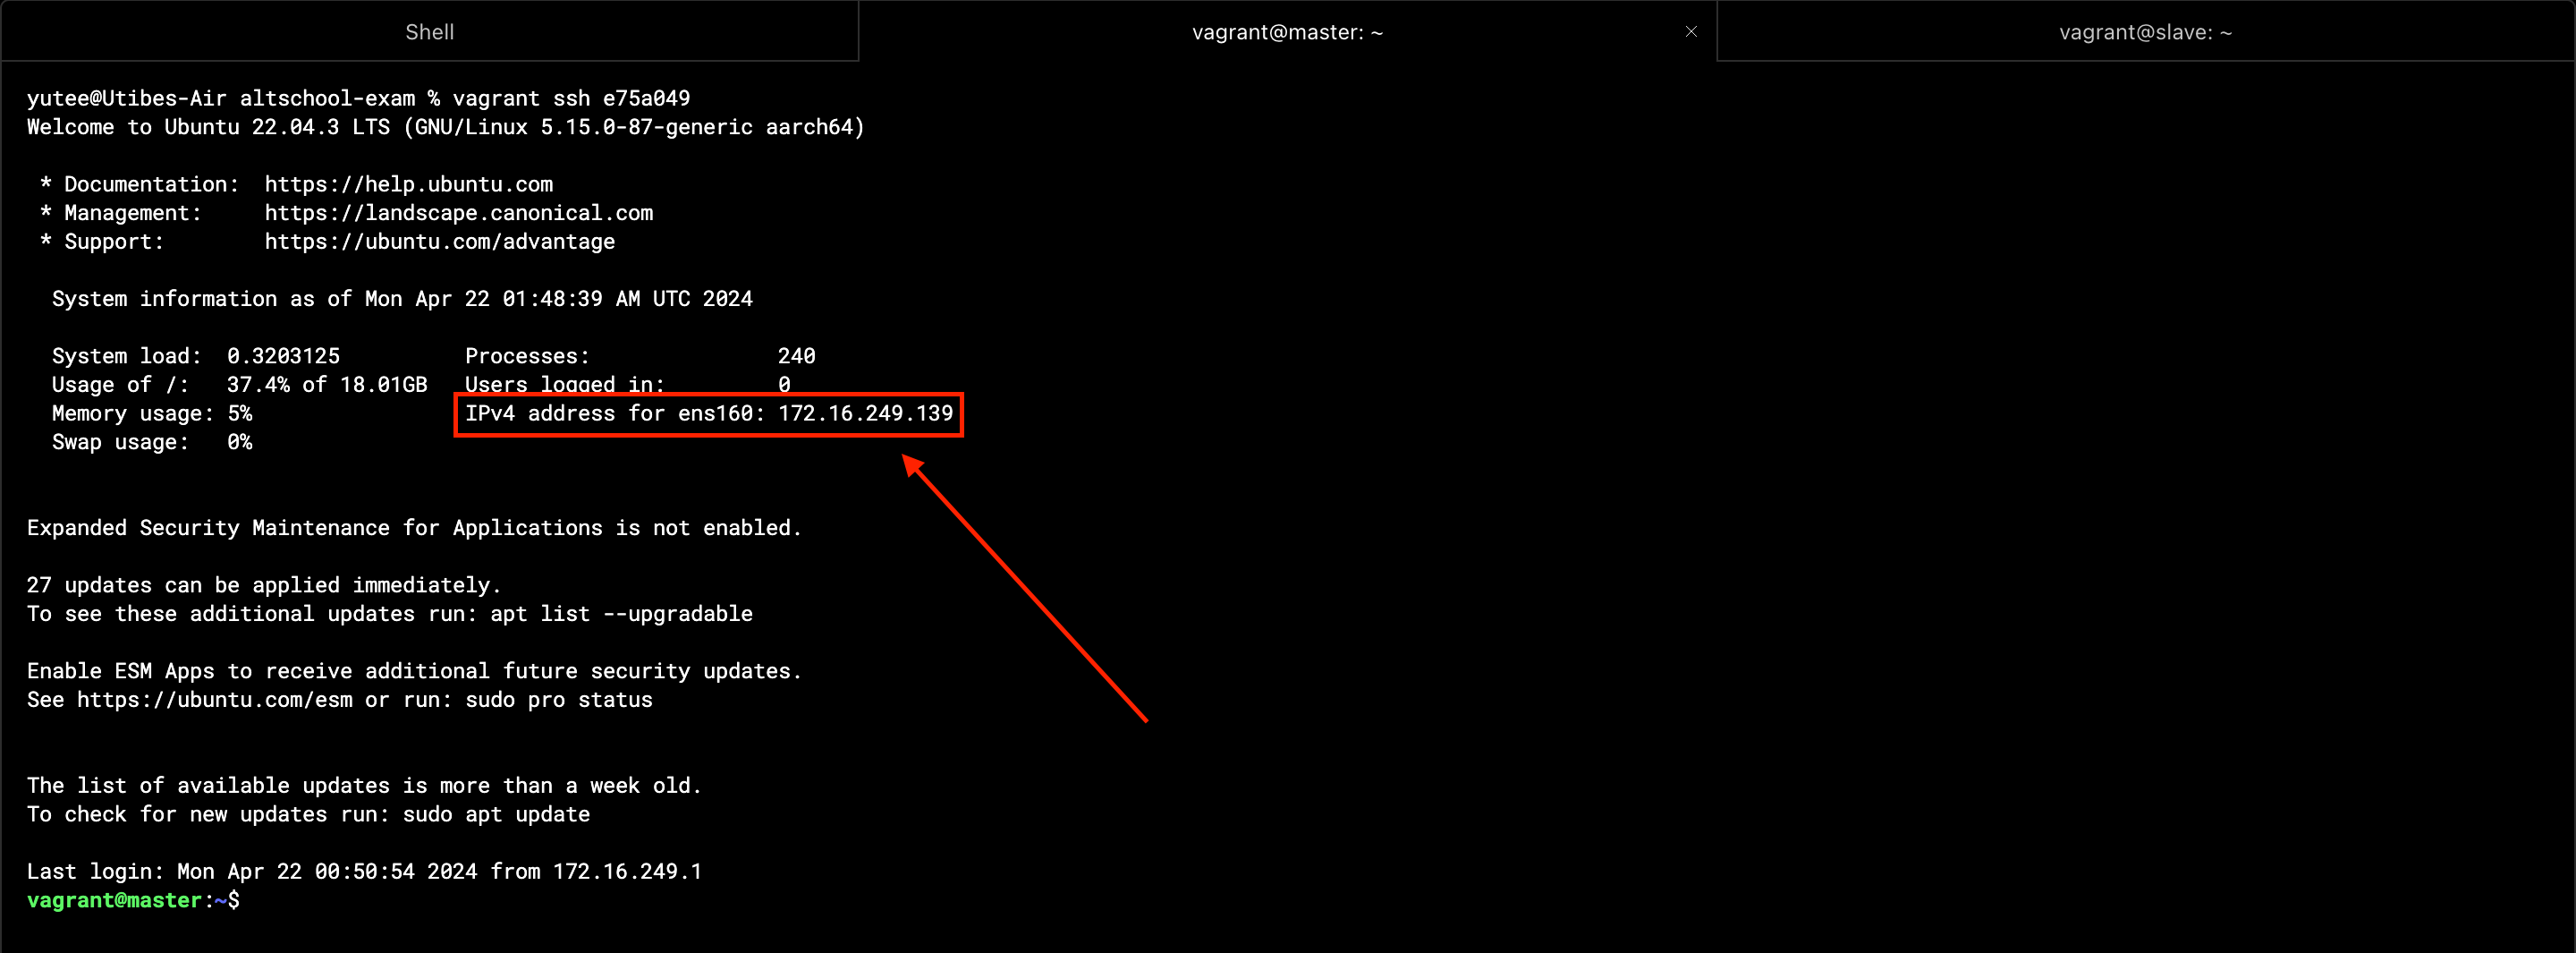 Shell
vagrant@master: ~
vagrant@slave: ~
yutee@Utibes-Air altschool-exam % vagrant ssh e75a049
Welcome to Ubuntu 22.04.3 LTS (GNU/Linux 5.15.0-87-generic aarch64)
* Documentation:  https://help.ubuntu.com
* Management:     https://landscape.canonical.com
* Support:        https://ubuntu.com/advantage
System information as of Mon Apr 22 01:48:39 AM UTC 2024
System load:  0.3203125          Processes:               240
Usage of /:   37.4% of 18.01GB   Users logged in:         0
Memory usage: 5%                 IPv4 address for ens160: 172.16.249.139
Swap usage:   0%
Expanded Security Maintenance for Applications is not enabled.
27 updates can be applied immediately.
To see these additional updates run: apt list --upgradable
Enable ESM Apps to receive additional future security updates.
See https://ubuntu.com/esm or run: sudo pro status
The list of available updates is more than a week old.
To check for new updates run: sudo apt update
Last login: Mon Apr 22 00:50:54 2024 from 172.16.249.1
vagrant@master:~$